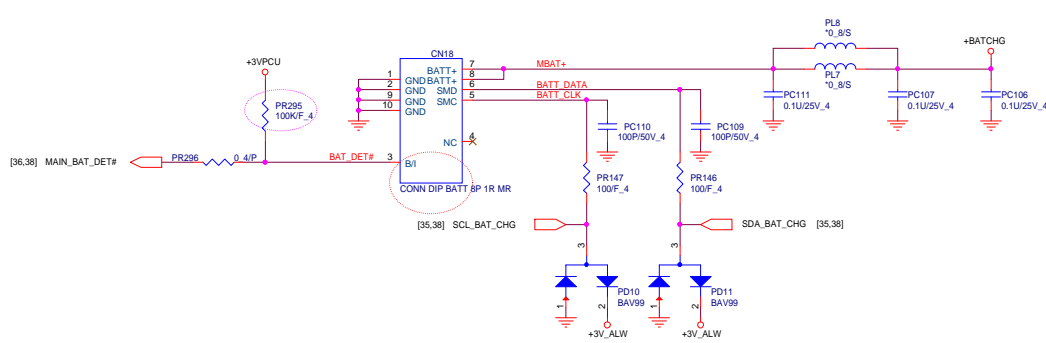 PL8
*0_8/S
+BATCHG
CN18
+3VPCU
1
2
9
10
GND
GND
GND
GND
BATT+
BATT+
SMD
SMC
7
8
6
5
MBAT+
BATT_DATA
BATT_CLK
PL7
*0_8/S
PC111
0.1U/25V_4
PC107
0.1U/25V_4
PC106
0.1U/25V_4
PR295
100K/F_4
PC110
100P/50V_4
PC109
100P/50V_4
NC
4
[36,38] MAIN_BAT_DET#
PR296
0_4/P
BAT_DET#
3
B/I
CONN DIP BATT 8P 1R MR
PR147
100/F_4
PR146
100/F_4
[35,38] SCL_BAT_CHG
SDA_BAT_CHG [35,38]
3
3
PD10
BAV99
PD11
BAV99
1
2
1
2
+3V_ALW
+3V_ALW